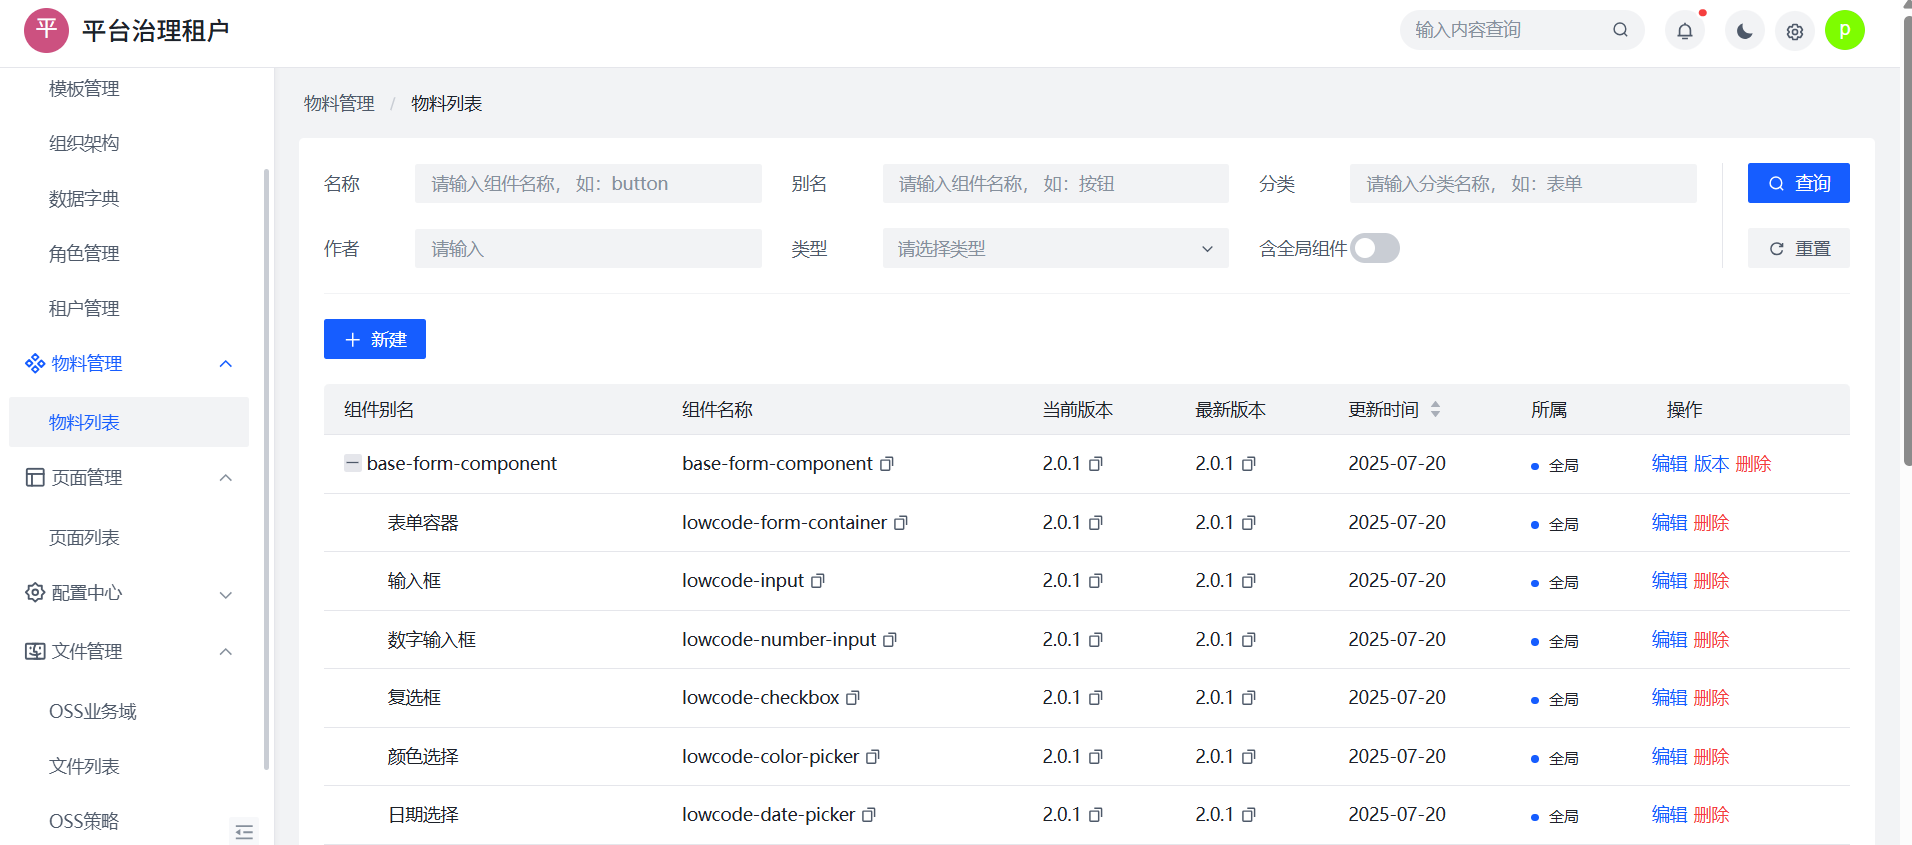 平 平台治理租户
输入内容查询
p
模板管理
组织架构
数据字典
角色管理
租户管理
物料管理
物料列表
页面管理
页面列表
配置中心
文件管理
OSS业务域
文件列表
OSS策略
物料管理 / 物料列表
名称 请输入组件名称， 如：button 别名 请输入组件名称， 如：按钮 分类 请输入分类名称， 如：表单 查询
作者 请输入 类型 请选择类型 含全局组件 重置
新建
组件别名 组件名称 当前版本 最新版本 更新时间 所属 操作
base-form-component base-form-component 2.0.1 2.0.1 2025-07-20 全局 编辑 版本 删除
表单容器 lowcode-form-container 2.0.1 2.0.1 2025-07-20 全局 编辑 删除
输入框 lowcode-input 2.0.1 2.0.1 2025-07-20 全局 编辑 删除
数字输入框 lowcode-number-input 2.0.1 2.0.1 2025-07-20 全局 编辑 删除
复选框 lowcode-checkbox 2.0.1 2.0.1 2025-07-20 全局 编辑 删除
颜色选择 lowcode-color-picker 2.0.1 2.0.1 2025-07-20 全局 编辑 删除
日期选择 lowcode-date-picker 2.0.1 2.0.1 2025-07-20 全局 编辑 删除